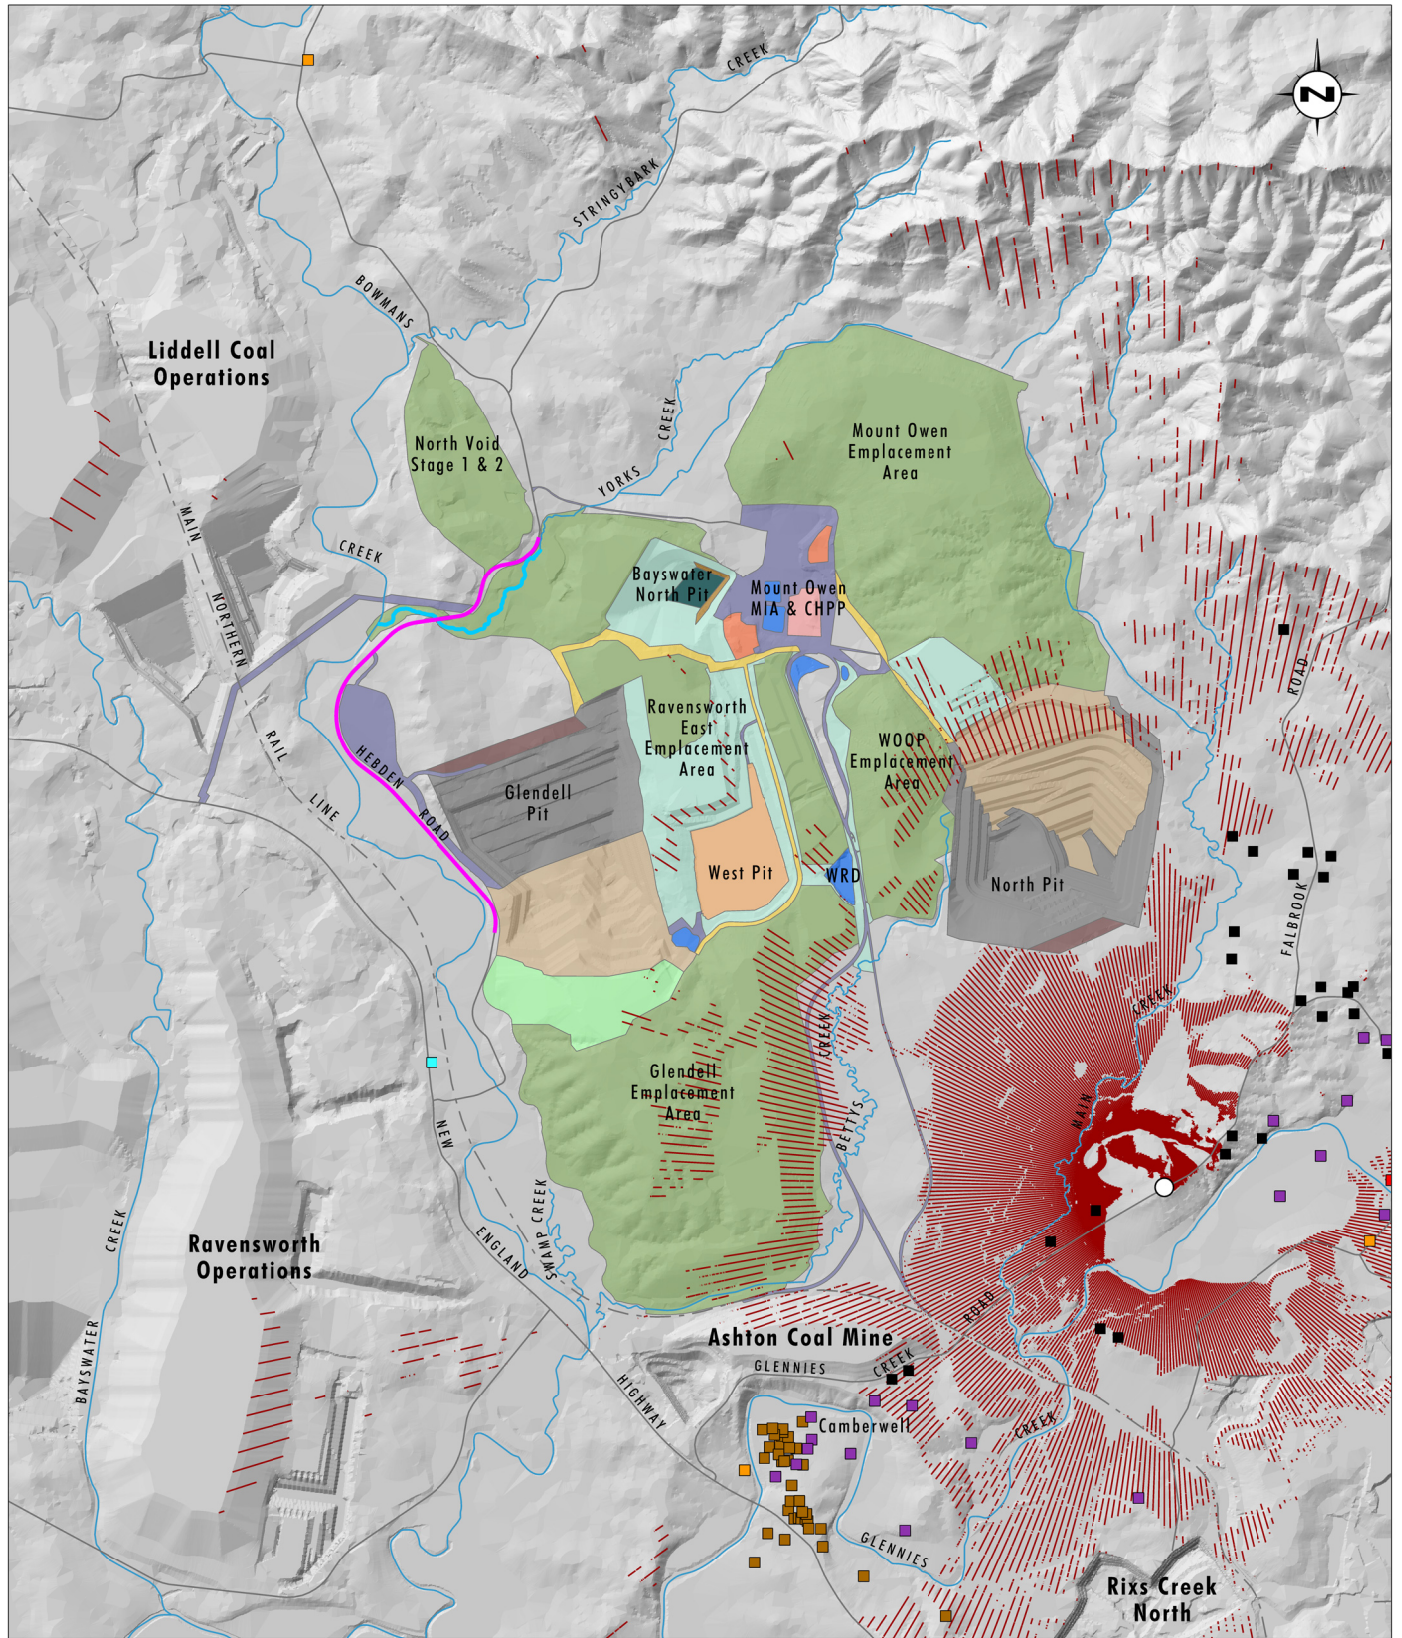 N
CREEK
STRINGYBARK
BOWMANS
Liddell Coal
Operations
North Void
Stage 1 & 2
Mount Owen
Emplacement
Area
CREEK
YORKS
MAIN
CREEK
Bayswater
North Pit
Mount Owen
MIA & CHPP
NORTHERN
ROAD
Ravensworth
East
Emplacement
Area
RAIL
WOOP
Emplacement
Area
HEBDEN
LINE
ROAD
Glendell
Pit
West Pit
WRD
North Pit
FALBROOK
CREEK
CREEK
Glendell
Emplacement
Area
MAIN
BETTYS
NEW
CREEK
SWAMP CREEK
Ravensworth
Operations
ENGLAND
ROAD
Ashton Coal Mine
GLENNIES
CREEK
BAYSWATER
HIGHWAY
Camberwell
CREEK
GLENNIES
Rixs Creek
North